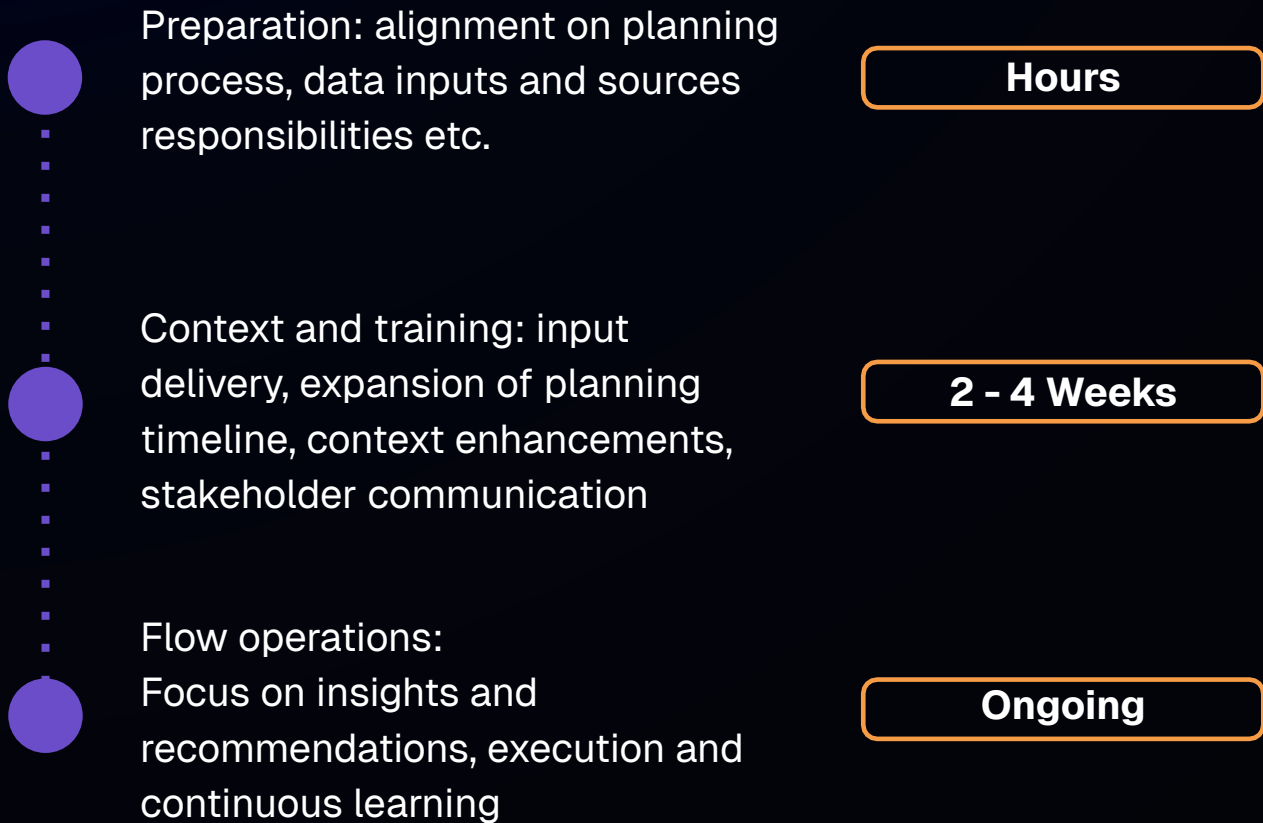 Preparation: alignment on planning
process, data inputs and sources
responsibilities etc.
Hours
Context and training: input
delivery, expansion of planning
timeline, context enhancements,
stakeholder communication
2 - 4 Weeks
Flow operations:
Focus on insights and
recommendations, execution and
continuous learning
Ongoing